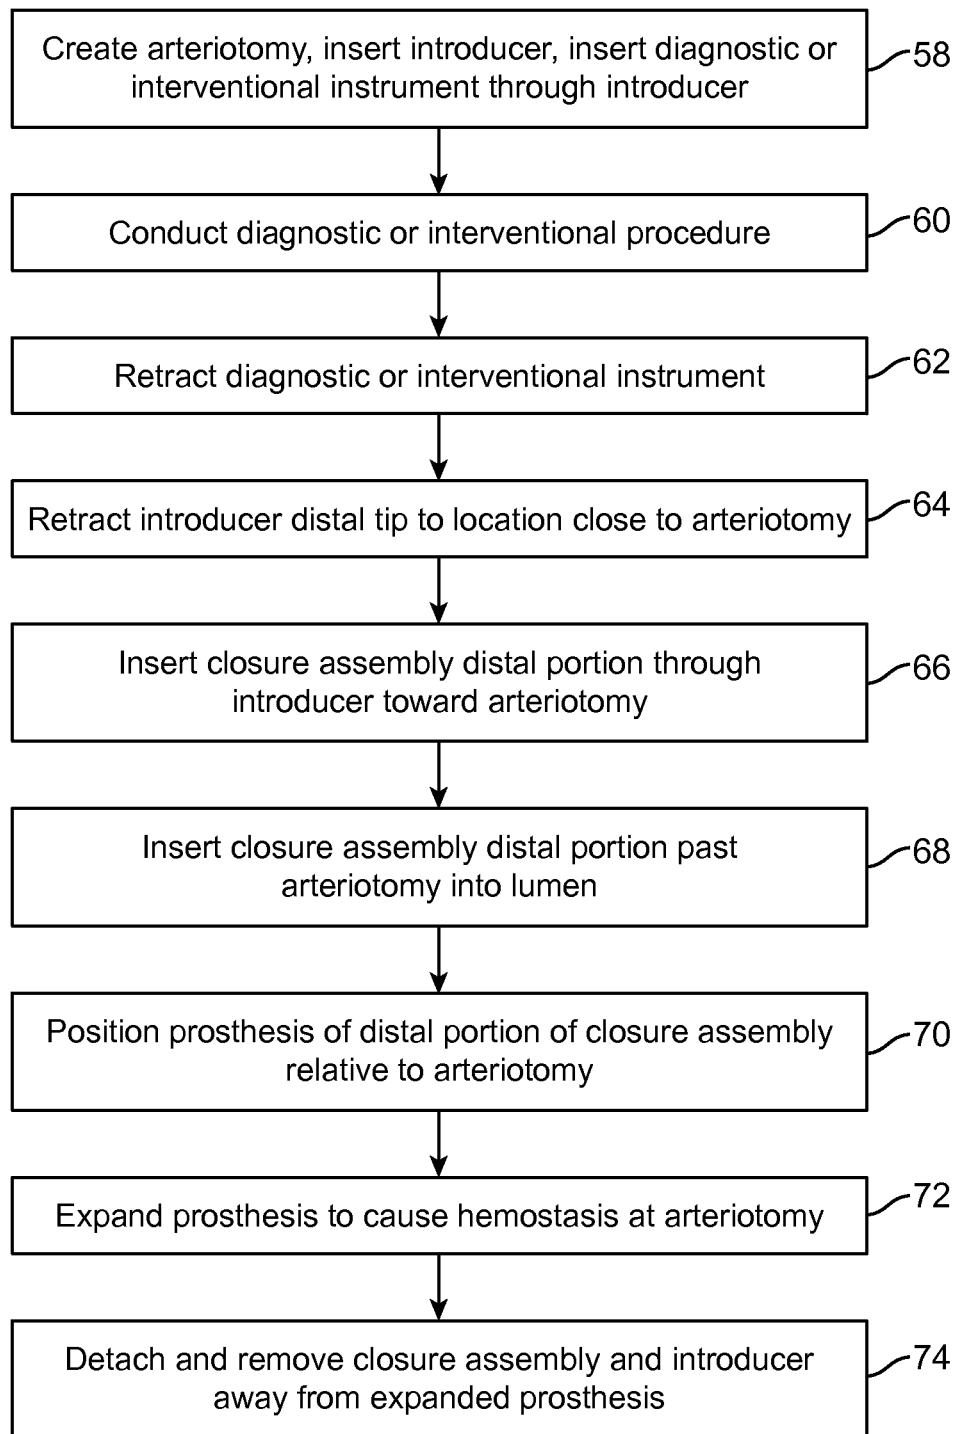 Create arteriotomy, insert introducer, insert diagnostic or
interventional instrument through introducer
58
Conduct diagnostic or interventional procedure
60
Retract diagnostic or interventional instrument
62
Retract introducer distal tip to location close to arteriotomy
64
Insert closure assembly distal portion through
introducer toward arteriotomy
66
Insert closure assembly distal portion past
arteriotomy into lumen
68
Position prosthesis of distal portion of closure assembly
relative to arteriotomy
70
Expand prosthesis to cause hemostasis at arteriotomy
72
Detach and remove closure assembly and introducer
away from expanded prosthesis
74